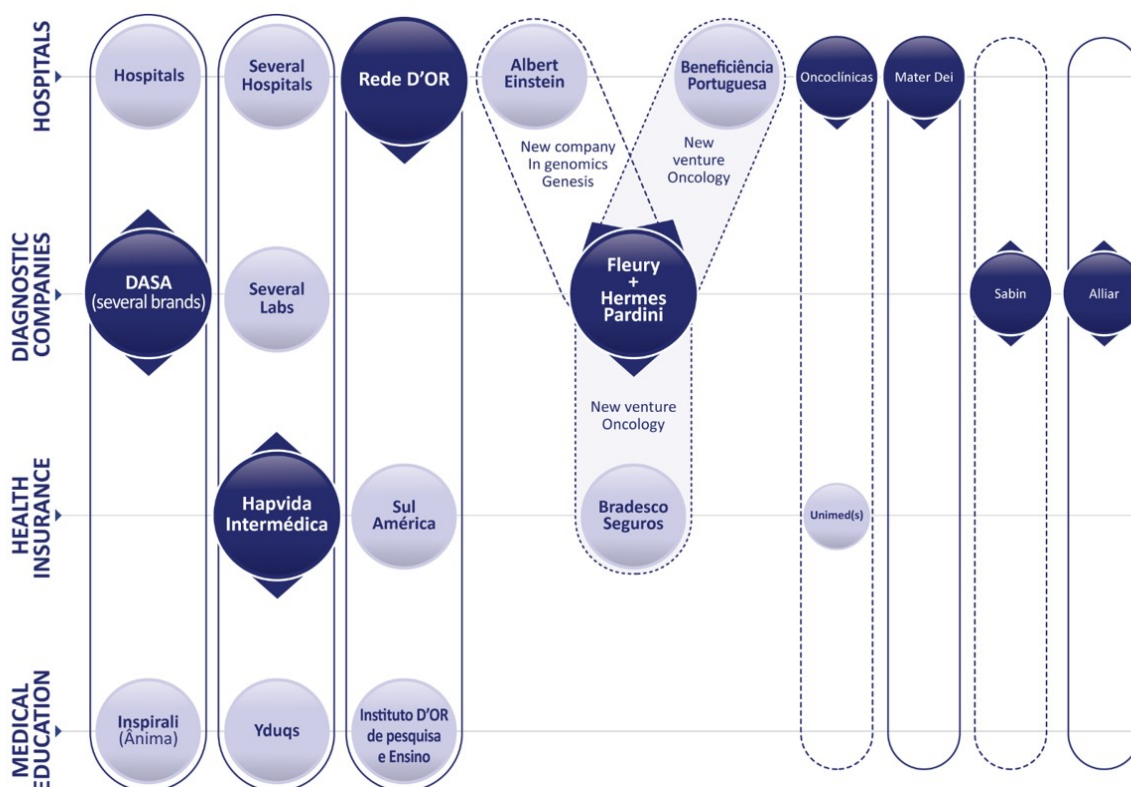 HOSPITALS
Hospitals
Several
Hospitals
Rede D’OR
Albert
Einstein
Beneficiência
Portuguesa
Oncoclínicas
Mater Dei
New company
In genomics
Genesis
New
venture
Oncology
DIAGNOSTIC
COMPANIES
DASA
(several brands)
Several
Labs
Fleury
+
Hermes
Pardini
Sabin
Alliar
New venture
Oncology
HEALTH
INSURANCE
Hapvida
Intermédica
Sul
América
Bradesco
Seguros
Unimed(s)
MEDICAL
EDUCATION
Inspirali
(Ânima)
Yduqs
Instituto D’OR
de pesquisa
e Ensino